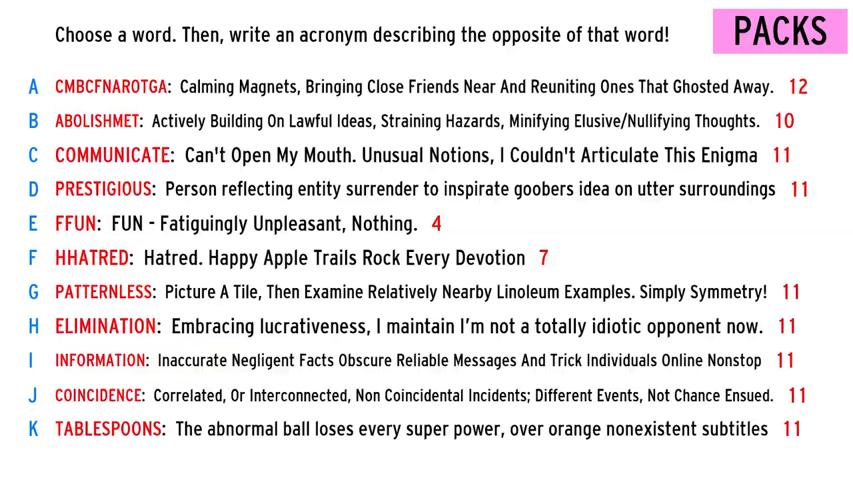 Choose a word. Then, write an acronym describing the opposite of that word!
PACKS
A CMBCFNAROTGA: Calming Magnets, Bringing Close Friends Near And Reuniting Ones That Ghosted Away. 12
B ABOLISHMET: Actively Building On Lawful Ideas, Straining Hazards, Minifying Elusive/Nullifying Thoughts. 10
C COMMUNICATE: Can't Open My Mouth. Unusual Notions, I Couldn't Articulate This Enigma 11
D PRESTIGIOUS: Person reflecting entity surrender to inspirate goobers idea on utter surroundings 11
E FFUN: FUN - Fatiguingly Unpleasant, Nothing. 4
F HHATRED: Hatred. Happy Apple Trails Rock Every Devotion 7
G PATTERNLESS: Picture A Tile, Then Examine Relatively Nearby Linoleum Examples. Simply Symmetry! 11
H ELIMINATION: Embracing lucrativeness, I maintain I'm not a totally idiotic opponent now. 11
I INFORMATION: Inaccurate Negligent Facts Obscure Reliable Messages And Trick Individuals Online Nonstop 11
J COINCIDENCE: Correlated, Or Interconnected, Non Coincidental Incidents; Different Events, Not Chance Ensued. 11
K TABLESPOONS: The abnormal ball loses every super power, over orange nonexistent subtitles 11